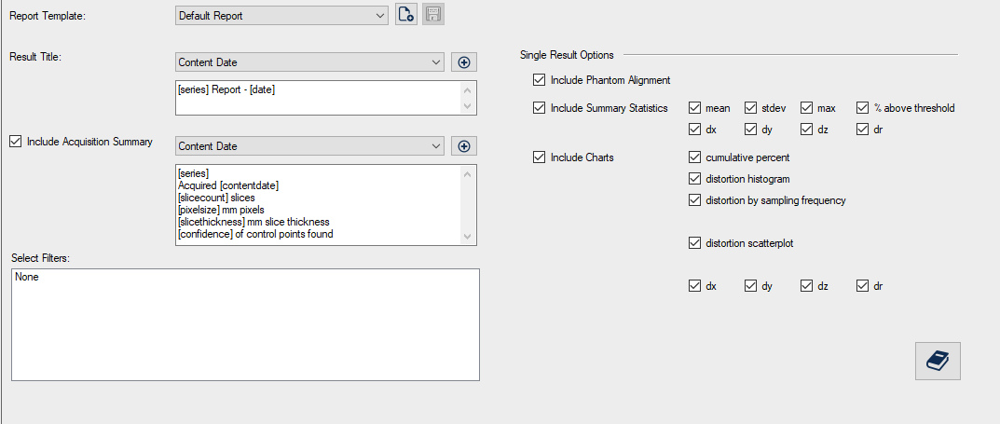 Report Template:
Default Report
Result Title:
Content Date
[series] Report - [date]
Include Acquisition Summary
Content Date
[series]
Acquired [contentdate]
[slicecount] slices
[pixelsize] mm pixels
[slicethickness] mm slice thickness
[confidence] of control points found
Select Filters:
None
Single Result Options
Include Phantom Alignment
Include Summary Statistics
mean
stdev
max
% above threshold
dx
dy
dz
dr
Include Charts
cumulative percent
distortion histogram
distortion by sampling frequency
distortion scatterplot
dx
dy
dz
dr